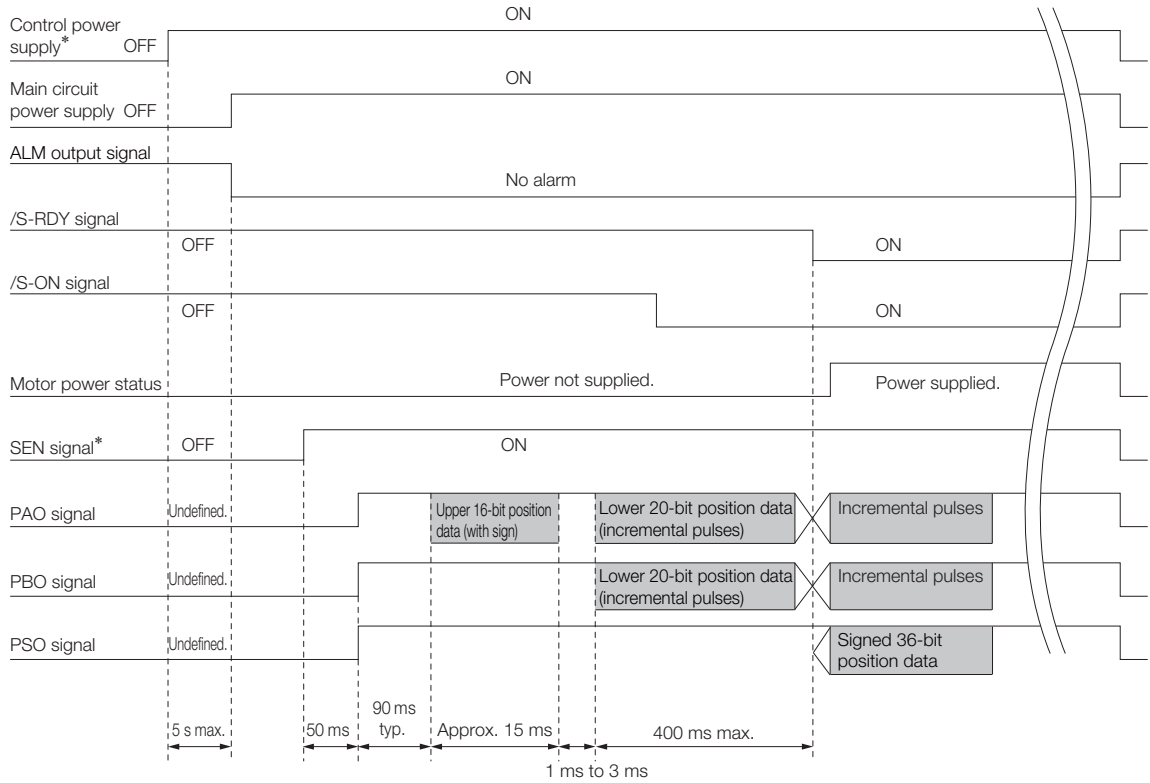 ON
Control power
supply* OFF
ON
Main circuit
power supply OFF
ALM output signal
No alarm
/S-RDY signal
OFF
ON
/S-ON signal
OFF
ON
Motor power status
Power not supplied.
Power supplied.
SEN signal*
OFF
ON
PAO signal
Undefined.
Upper 16-bit position
data (with sign)
Lower 20-bit position data
(incremental pulses)
Incremental pulses
PBO signal
Undefined.
Lower 20-bit position data
(incremental pulses)
Incremental pulses
PSO signal
Undefined.
Signed 36-bit
position data
5 s max.
50 ms
90 ms
typ.
Approx. 15 ms
400 ms max.
1 ms to 3 ms